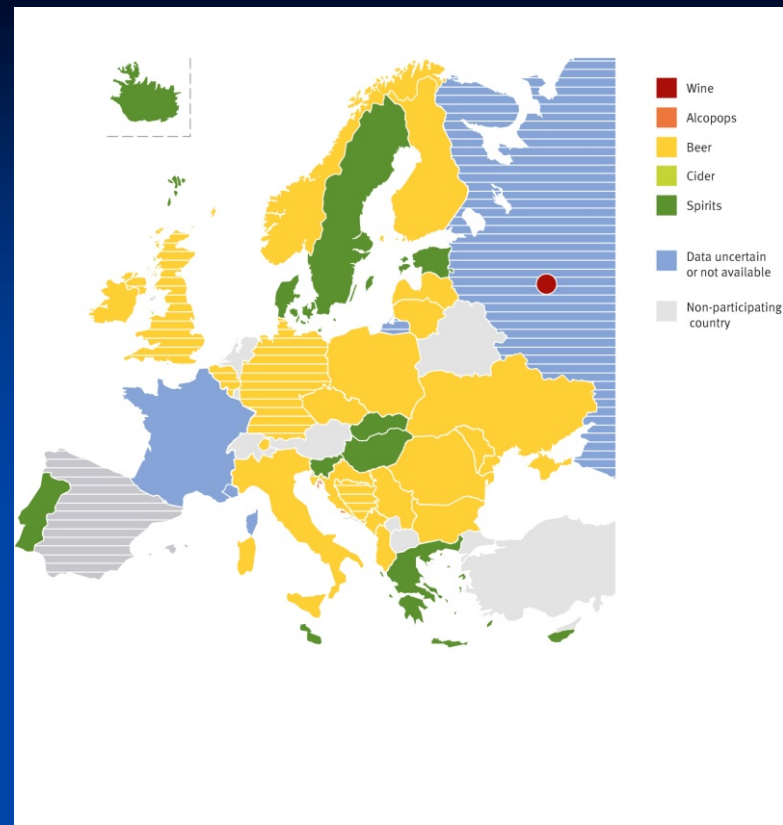 Wine
Alcopops
Beer
Cider
Spirits
Data uncertain
or not available
Non-participating
country